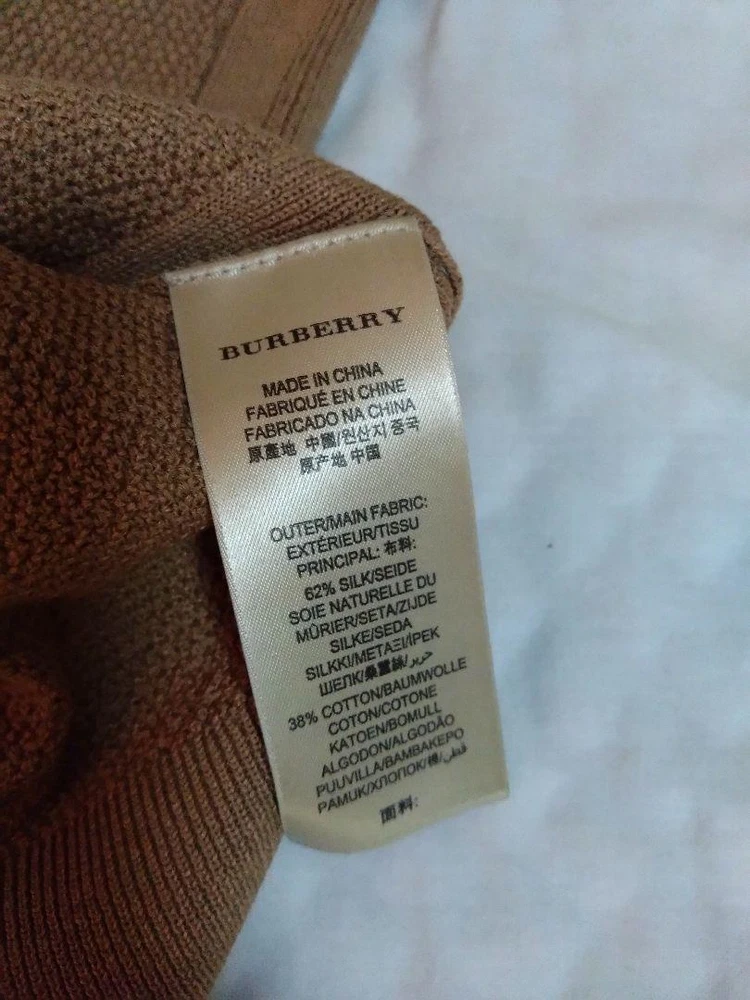 BURBERRY
MADE IN CHINA
FABRIQUÉ EN CHINE
FABRICADO NA CHINA
原產地 中國/원산지 중국
原产地 中国
OUTER/MAIN FABRIC:
EXTÉRIEUR/TISSU
PRINCIPAL: 布料:
62% SILK/SEIDE
SOIE NATURELLE DU
MÛRIER/SETA/ZIJDE
SILKE/SEDA
SILKKI/ΜΕΤΑΞΙ/İPEK
ШЕЛК/桑蠶絲/حرير
38% COTTON/BAUMWOLLE
COTON/COTONE
KATOEN/BOMULL
ALGODON/ALGODÃO
PUUVILLA/ΒΑΜΒΑΚΕΡΟ
PAMUK/ХЛОПОК/棉/قطن
面料: